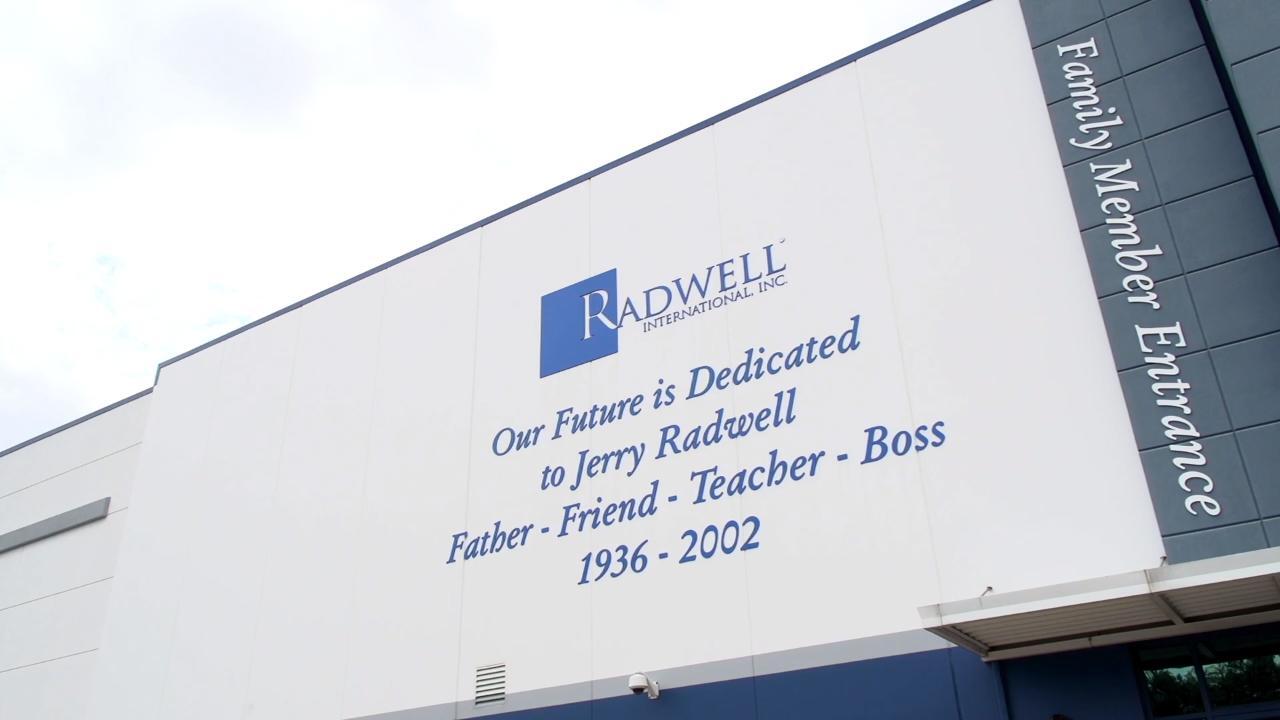 RADWELL
INTERNATIONAL, INC.
Our Future is Dedicated
to Jerry Radwell
Father - Friend - Teacher - Boss
1936 - 2002
Family Member Entrance